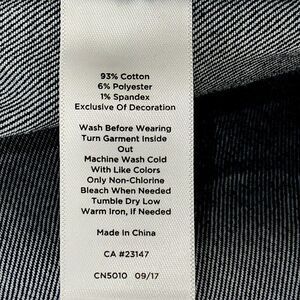 93% Cotton
6% Polyester
1% Spandex
Exclusive Of Decoration
Wash Before Wearing
Turn Garment Inside
Out
Machine Wash Cold
With Like Colors
Only Non-Chlorine
Bleach When Needed
Tumble Dry Low
Warm Iron, If Needed
Made In China
CA #23147
CN5010 09/17